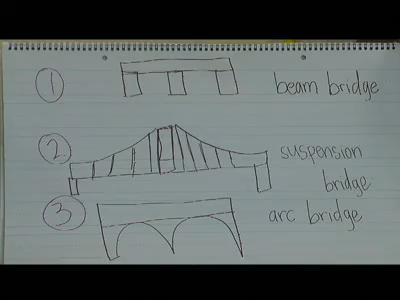 1 beam bridge
2 suspension
bridge
3 arc bridge